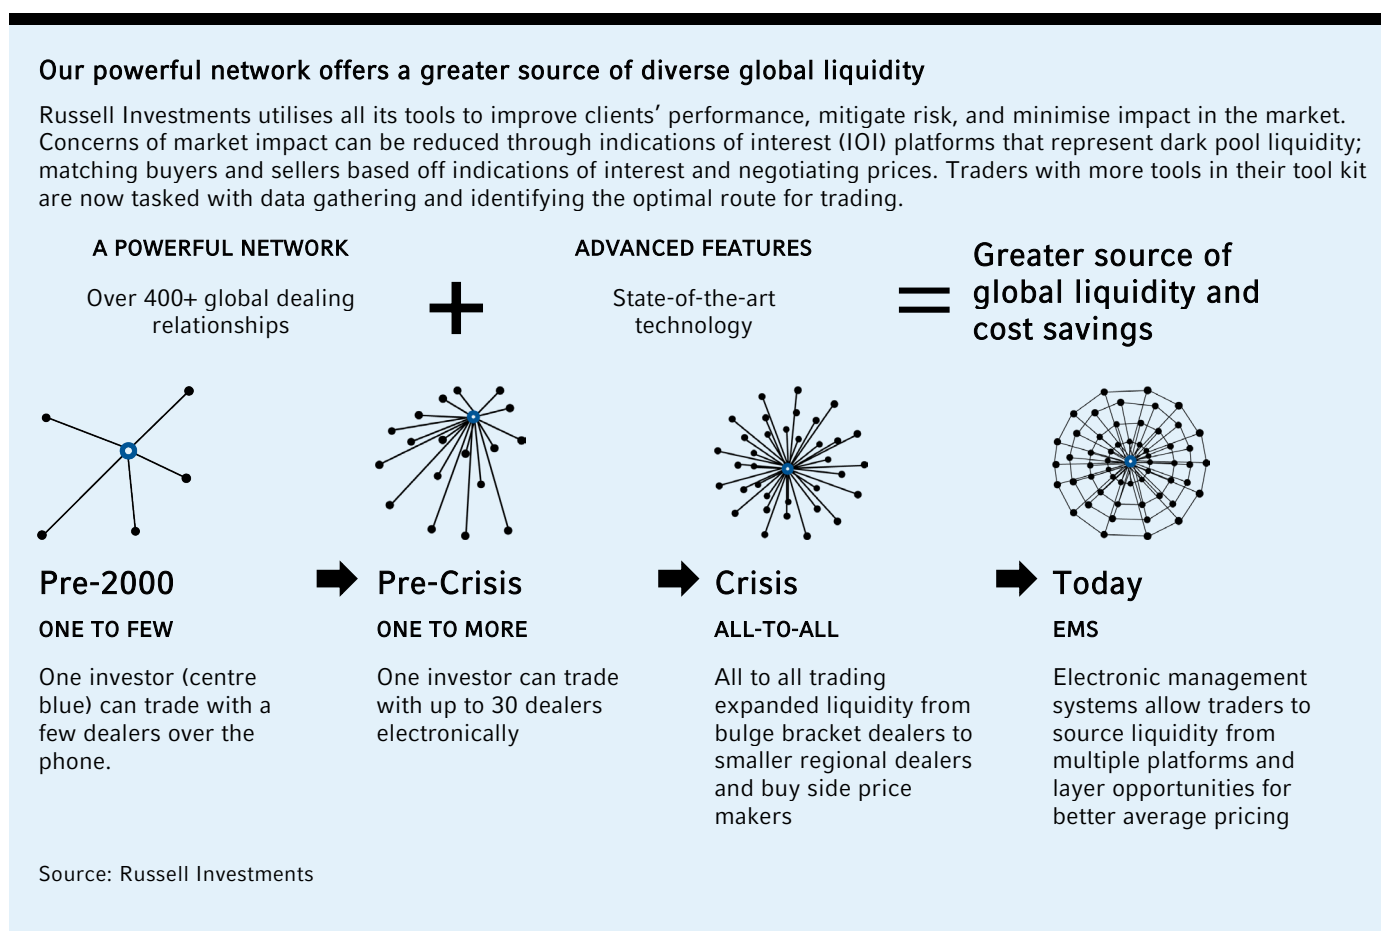 Our powerful network offers a greater source of diverse global liquidity
Russell Investments utilises all its tools to improve clients’ performance, mitigate risk, and minimise impact in the market.
Concerns of market impact can be reduced through indications of interest (IOI) platforms that represent dark pool liquidity;
matching buyers and sellers based off indications of interest and negotiating prices. Traders with more tools in their tool kit
are now tasked with data gathering and identifying the optimal route for trading.
A POWERFUL NETWORK
Over 400+ global dealing
relationships
+
ADVANCED FEATURES
State-of-the-art
technology
=
Greater source of
global liquidity and
cost savings
Pre-2000
ONE TO FEW
One investor (centre
blue) can trade with a
few dealers over the
phone.
Pre-Crisis
ONE TO MORE
One investor can trade
with up to 30 dealers
electronically
Crisis
ALL-TO-ALL
All to all trading
expanded liquidity from
bulge bracket dealers to
smaller regional dealers
and buy side price
makers
Today
EMS
Electronic management
systems allow traders to
source liquidity from
multiple platforms and
layer opportunities for
better average pricing
Source: Russell Investments